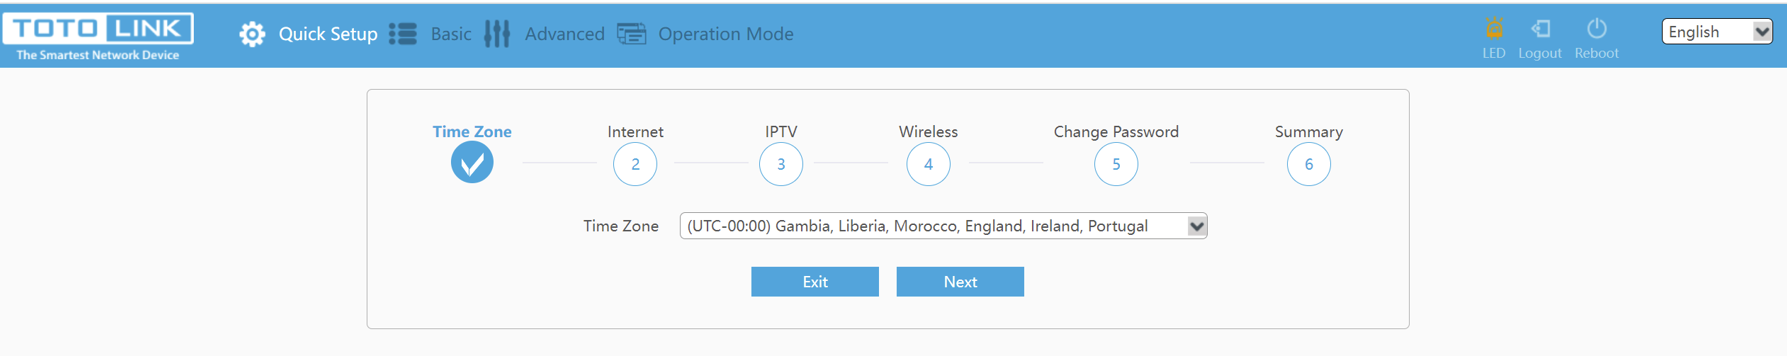 TOTO LINK
The Smartest Network Device
Quick Setup Basic Advanced Operation Mode
LED Logout Reboot
English
Time Zone Internet IPTV Wireless Change Password Summary
2 3 4 5 6
Time Zone (UTC-00:00) Gambia, Liberia, Morocco, England, Ireland, Portugal
Exit Next